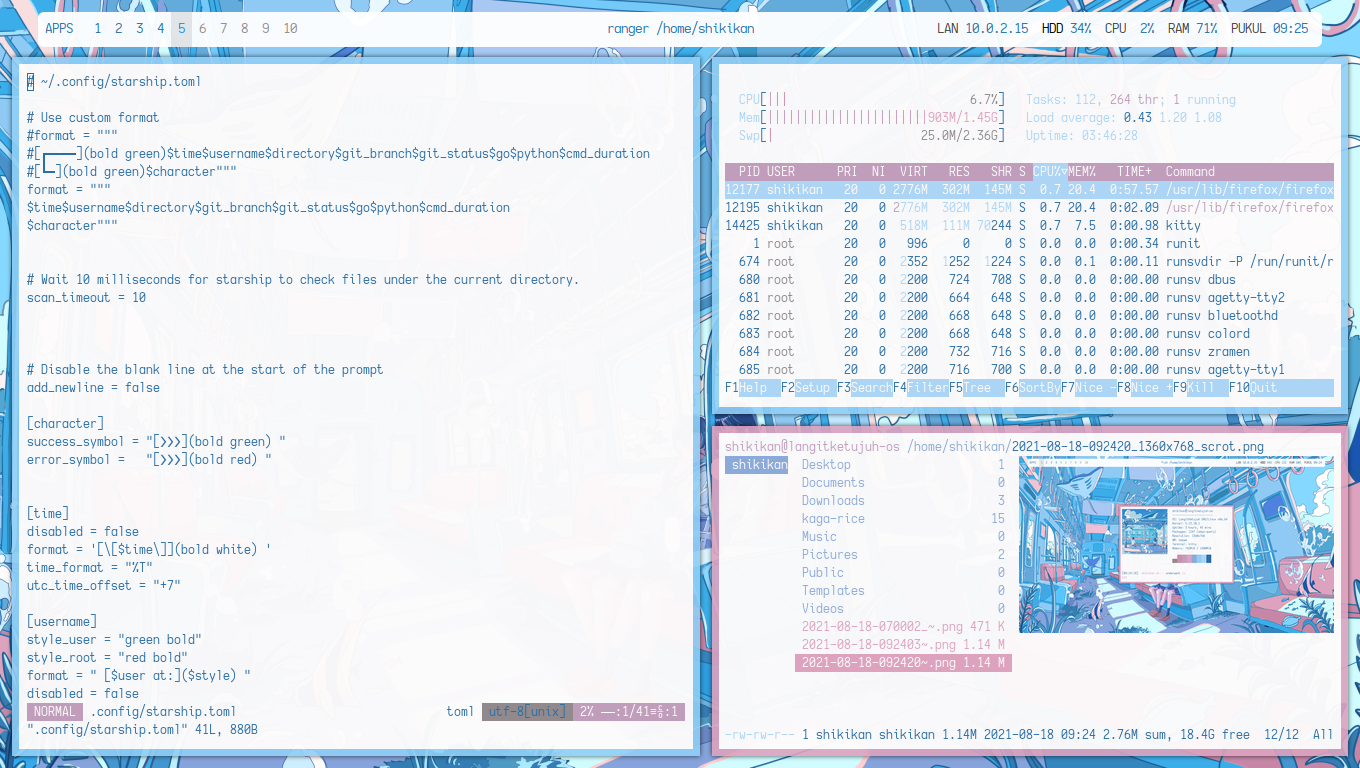 APPS 1 2 3 4 5 6 7 8 9 10 ranger /home/shikikan LAN 10.0.2.15 HDD 34% CPU 2% RAM 71% PUKUL 09:25
# ~/.config/starship.toml
# Use custom format
#format = """
#[┌────](bold green)$time$username$directory$git_branch$git_status$go$python$cmd_duration
#[└─](bold green)$character"""
format = """
$time$username$directory$git_branch$git_status$go$python$cmd_duration
$character"""
# Wait 10 milliseconds for starship to check files under the current directory.
scan_timeout = 10
# Disable the blank line at the start of the prompt
add_newline = false
[character]
success_symbol = "[❯❯❯](bold green) "
error_symbol =   "[❯❯❯](bold red) "
[time]
disabled = false
format = '[\[$time\]](bold white) '
time_format = "%T"
utc_time_offset = "+7"
[username]
style_user = "green bold"
style_root = "red bold"
format = " [$user at:]($style) "
disabled = false
NORMAL .config/starship.toml toml utf-8[unix] 2% :1/41 :1
".config/starship.toml" 41L, 880B
CPU[||| 6.7%] Tasks: 112, 264 thr; 1 running
Mem[|||||||||||||||||||||||903M/1.45G] Load average: 0.43 1.20 1.08
Swp[| 25.0M/2.36G] Uptime: 03:46:28
PID USER PRI NI VIRT RES SHR S CPU%▽MEM% TIME+ Command
12177 shikikan 20 0 2776M 302M 145M S 0.7 20.4 0:57.57 /usr/lib/firefox/firefox
12195 shikikan 20 0 2776M 302M 145M S 0.7 20.4 0:02.09 /usr/lib/firefox/firefox
14425 shikikan 20 0 518M 111M 70244 S 0.7 7.5 0:00.98 kitty
1 root 20 0 996 0 0 S 0.0 0.0 0:00.34 runit
674 root 20 0 2352 1252 1224 S 0.0 0.1 0:00.11 runsvdir -P /run/runit/r
680 root 20 0 2200 724 708 S 0.0 0.0 0:00.00 runsv dbus
681 root 20 0 2200 664 648 S 0.0 0.0 0:00.00 runsv agetty-tty2
682 root 20 0 2200 668 648 S 0.0 0.0 0:00.00 runsv bluetoothd
683 root 20 0 2200 668 648 S 0.0 0.0 0:00.00 runsv colord
684 root 20 0 2200 732 716 S 0.0 0.0 0:00.00 runsv zramen
685 root 20 0 2200 716 700 S 0.0 0.0 0:00.00 runsv agetty-tty1
F1Help F2Setup F3SearchF4FilterF5Tree F6SortByF7Nice -F8Nice +F9Kill F10Quit
shikikan@langitketujuh-os /home/shikikan/2021-08-18-092420_1360x768_scrot.png
shikikan Desktop 1
Documents 0
Downloads 3
kaga-rice 15
Music 0
Pictures 2
Public 0
Templates 0
Videos 0
2021-08-18-070002_~.png 471 K
2021-08-18-092403~.png 1.14 M
2021-08-18-092420~.png 1.14 M
-rw-rw-r-- 1 shikikan shikikan 1.14M 2021-08-18 09:24 2.76M sum, 18.4G free 12/12 All